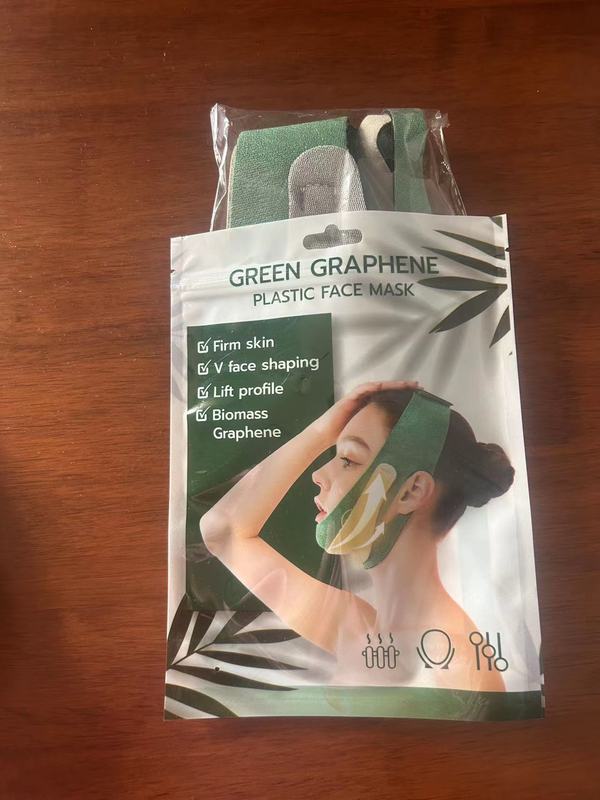 GREEN GRAPHENE
PLASTIC FACE MASK
Firm skin
V face shaping
Lift profile
Biomass
Graphene